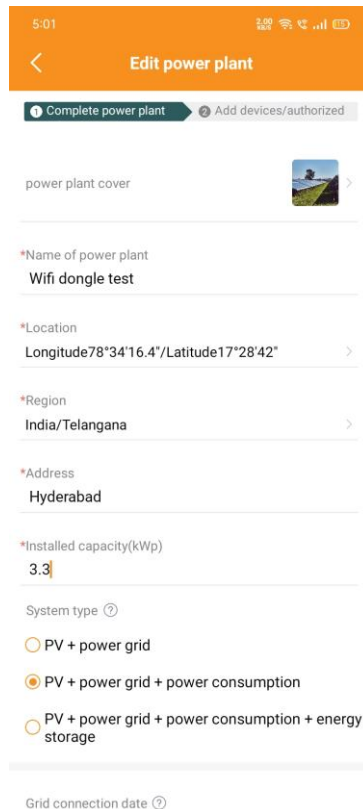 5:01
2.00 KB/S
Edit power plant
1 Complete power plant 2 Add devices/authorized
power plant cover
*Name of power plant
Wifi dongle test
*Location
Longitude78°34'16.4"/Latitude17°28'42"
*Region
India/Telangana
*Address
Hyderabad
*Installed capacity(kWp)
3.3
System type ?
PV + power grid
PV + power grid + power consumption
PV + power grid + power consumption + energy
storage
Grid connection date ?